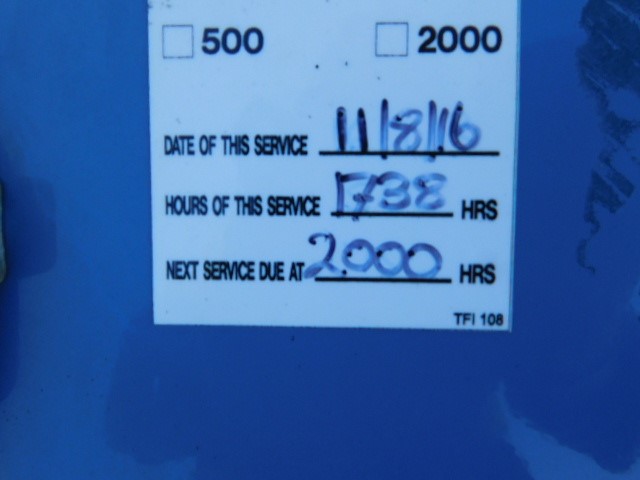 500 2000
DATE OF THIS SERVICE 11/8/16
HOURS OF THIS SERVICE 1738 HRS
NEXT SERVICE DUE AT 2000 HRS
TFI 108